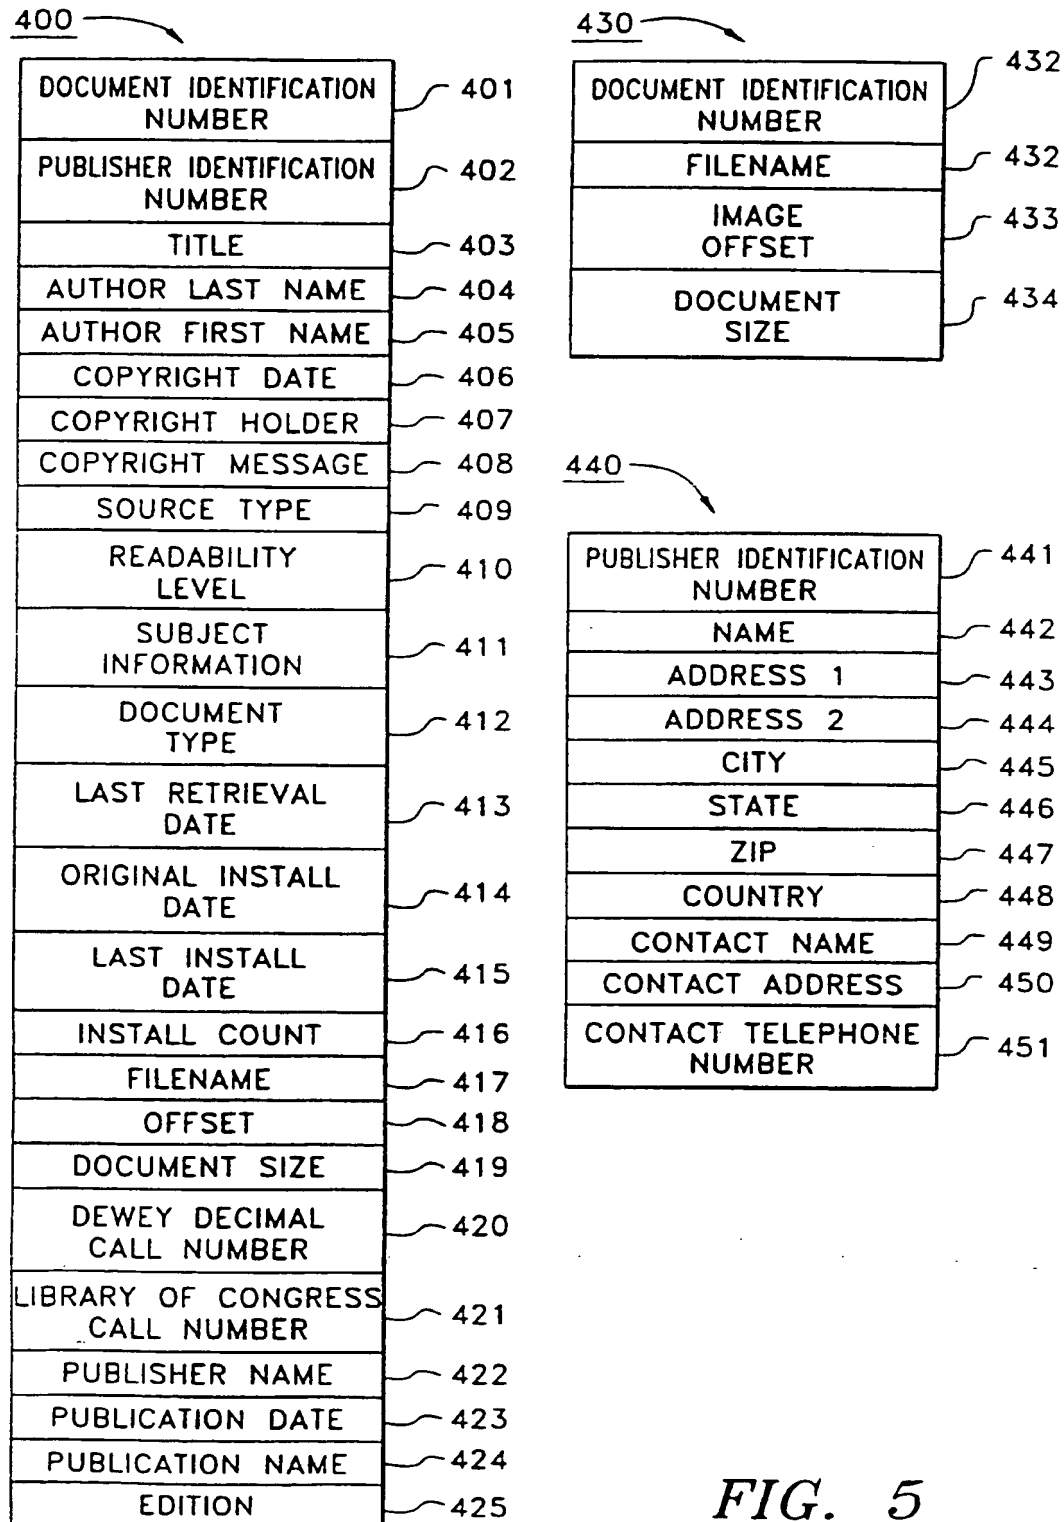 400
DOCUMENT IDENTIFICATION
NUMBER
401
PUBLISHER IDENTIFICATION
NUMBER
402
TITLE
403
AUTHOR LAST NAME
404
AUTHOR FIRST NAME
405
COPYRIGHT DATE
406
COPYRIGHT HOLDER
407
COPYRIGHT MESSAGE
408
SOURCE TYPE
409
READABILITY
LEVEL
410
SUBJECT
INFORMATION
411
DOCUMENT
TYPE
412
LAST RETRIEVAL
DATE
413
ORIGINAL INSTALL
DATE
414
LAST INSTALL
DATE
415
INSTALL COUNT
416
FILENAME
417
OFFSET
418
DOCUMENT SIZE
419
DEWEY DECIMAL
CALL NUMBER
420
LIBRARY OF CONGRESS
CALL NUMBER
421
PUBLISHER NAME
422
PUBLICATION DATE
423
PUBLICATION NAME
424
EDITION
425
430
DOCUMENT IDENTIFICATION
NUMBER
432
FILENAME
432
IMAGE
OFFSET
433
DOCUMENT
SIZE
434
440
PUBLISHER IDENTIFICATION
NUMBER
441
NAME
442
ADDRESS 1
443
ADDRESS 2
444
CITY
445
STATE
446
ZIP
447
COUNTRY
448
CONTACT NAME
449
CONTACT ADDRESS
450
CONTACT TELEPHONE
NUMBER
451
FIG. 5